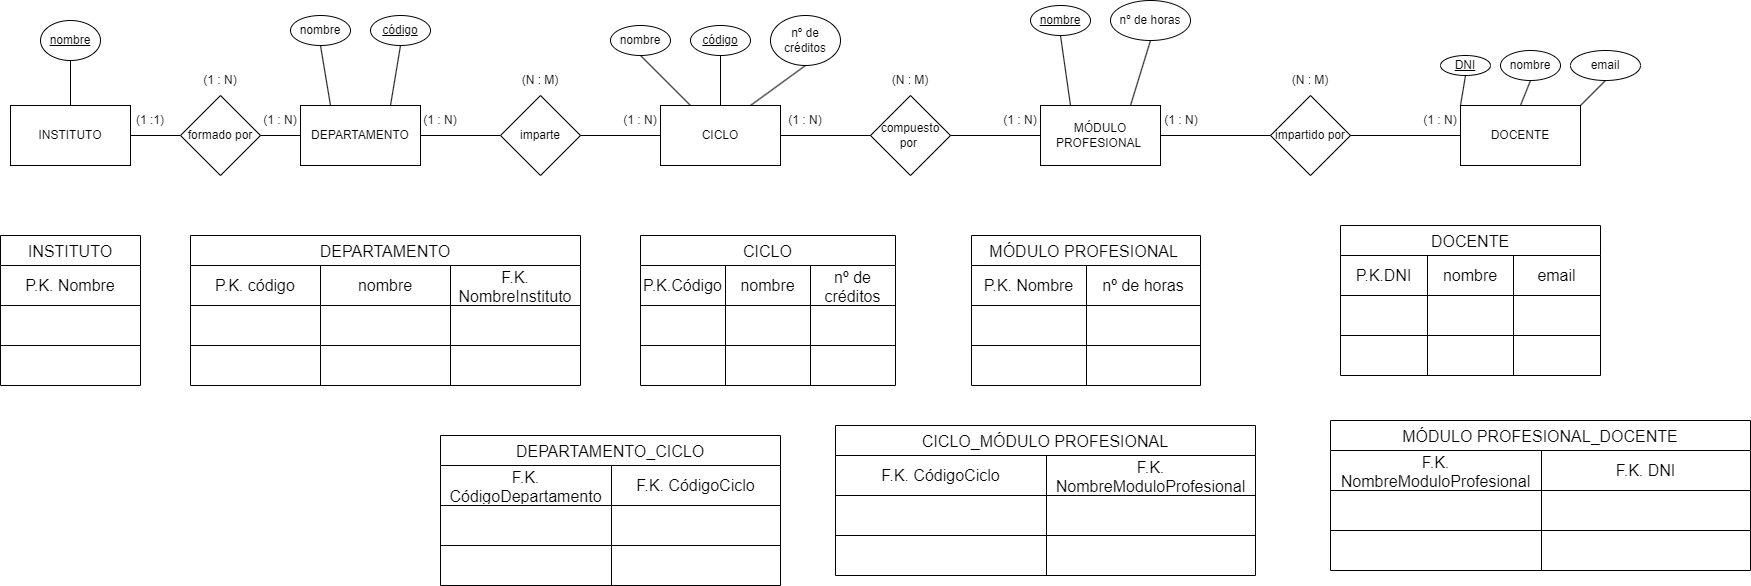 nombre
nombre
código
nombre
código
nº de
créditos
nombre
nº de horas
DNI
nombre
email
(1 : N)
(N : M)
(N : M)
(N : M)
INSTITUTO
(1 :1)
formado por
(1 : N)
DEPARTAMENTO
(1 : N)
imparte
(1 : N)
CICLO
(1 : N)
compuesto
por
(1 : N)
MÓDULO
PROFESIONAL
(1 : N)
impartido por
(1 : N)
DOCENTE
INSTITUTO
P.K. Nombre
DEPARTAMENTO
P.K. código
nombre
F.K.
NombreInstituto
CICLO
P.K.Código
nombre
nº de
créditos
MÓDULO PROFESIONAL
P.K. Nombre
nº de horas
DOCENTE
P.K.DNI
nombre
email
DEPARTAMENTO_CICLO
F.K.
CódigoDepartamento
F.K. CódigoCiclo
CICLO_MÓDULO PROFESIONAL
F.K. CódigoCiclo
F.K.
NombreModuloProfesional
MÓDULO PROFESIONAL_DOCENTE
F.K.
NombreModuloProfesional
F.K. DNI